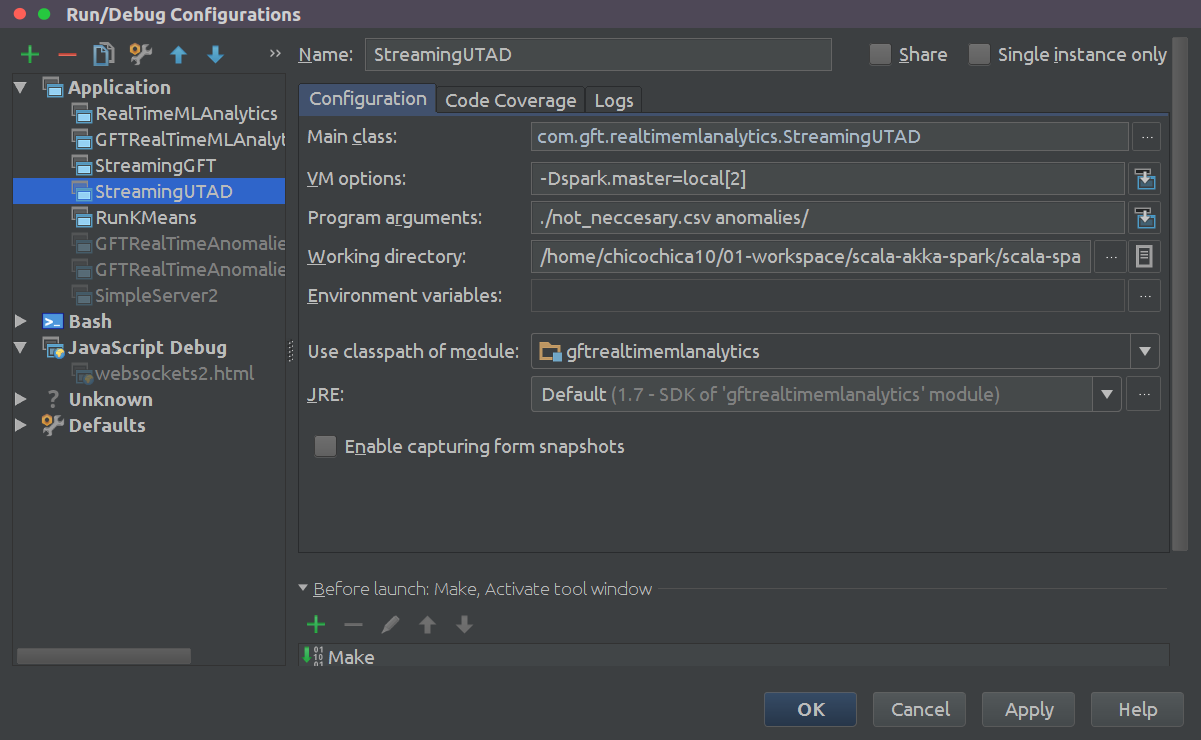 Run/Debug Configurations
»
Name: StreamingUTAD
Share
Single instance only
Application
RealTimeMLAnalytics
GFTRealTimeMLAnalyt
StreamingGFT
StreamingUTAD
RunKMeans
GFTRealTimeAnomalie
GFTRealTimeAnomalie
SimpleServer2
Bash
JavaScript Debug
websockets2.html
? Unknown
Defaults
Configuration
Code Coverage
Logs
Main class: com.gft.realtimemlanalytics.StreamingUTAD ...
VM options: -Dspark.master=local[2]
Program arguments: ./not_neccesary.csv anomalies/
Working directory: /home/chicochica10/01-workspace/scala-akka-spark/scala-spa ...
Environment variables: ...
Use classpath of module: gftrealtimemlanalytics
JRE: Default (1.7 - SDK of 'gftrealtimemlanalytics' module) ...
Enable capturing form snapshots
Before launch: Make, Activate tool window
Make
OK
Cancel
Apply
Help